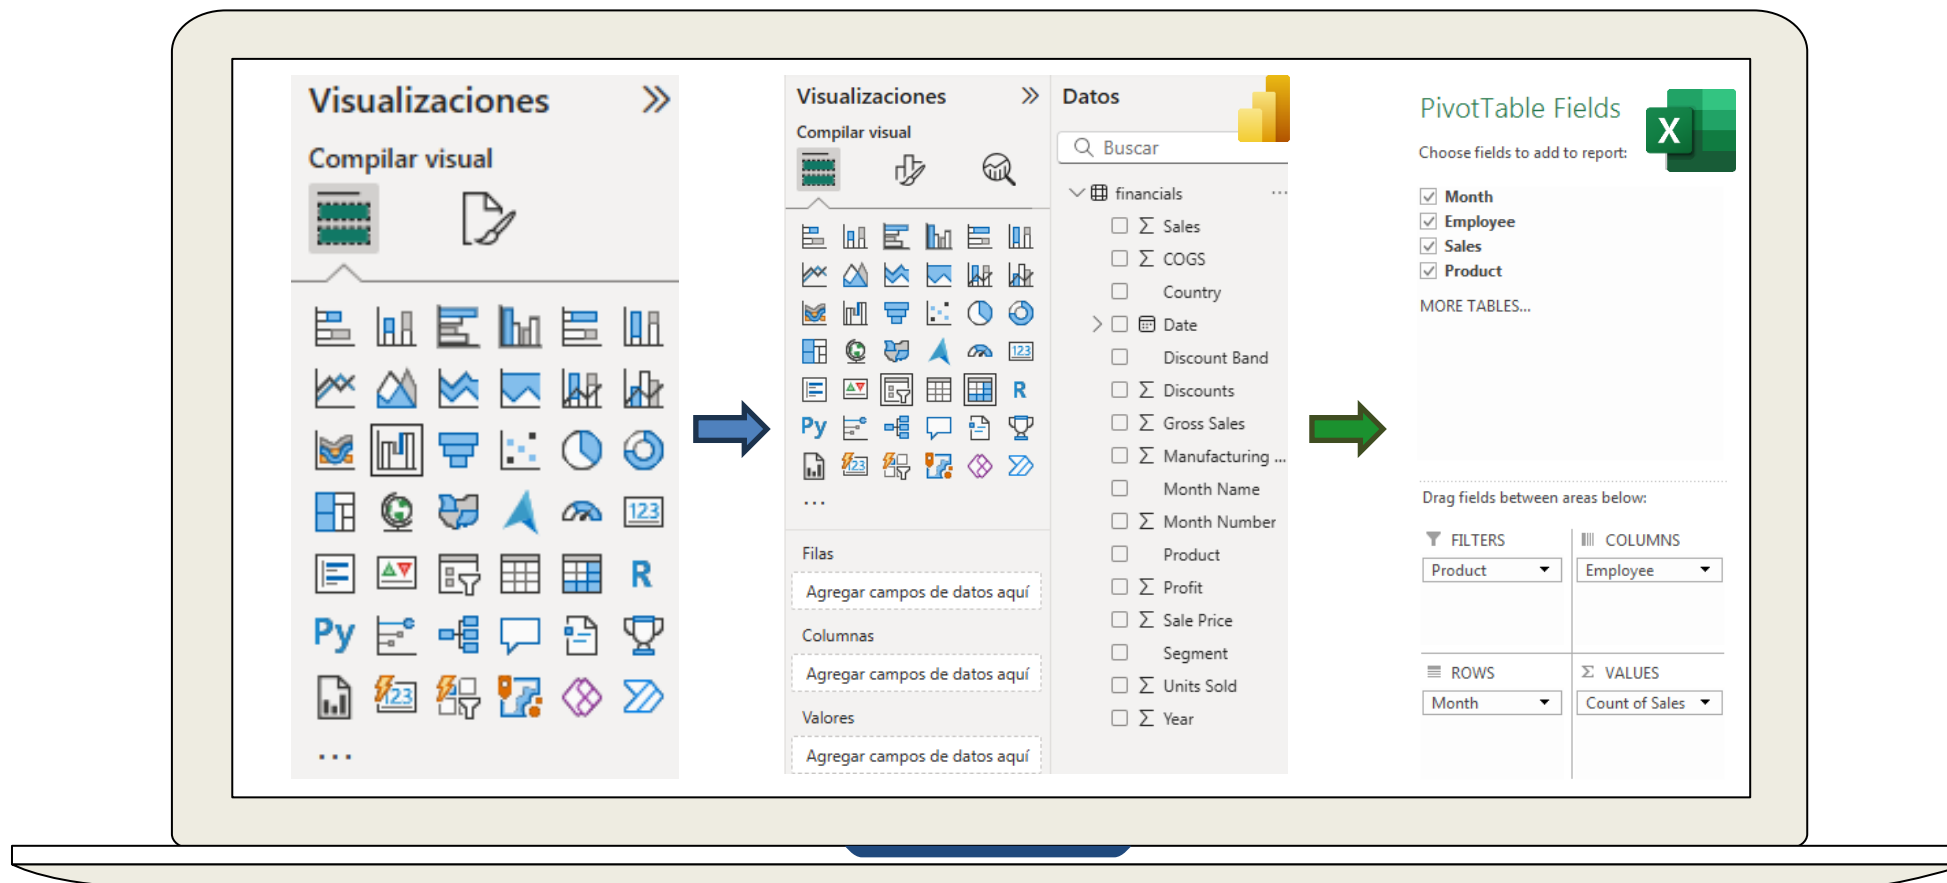 Visualizaciones
Compilar visual
123
R
Py
123
...
Visualizaciones
Compilar visual
123
R
Py
123
...
Filas
Agregar campos de datos aquí
Columnas
Agregar campos de datos aquí
Valores
Agregar campos de datos aquí
Datos
Buscar
financials
...
Σ Sales
Σ COGS
Country
Date
Discount Band
Σ Discounts
Σ Gross Sales
Σ Manufacturing ...
Month Name
Σ Month Number
Product
Σ Profit
Σ Sale Price
Segment
Σ Units Sold
Σ Year
PivotTable Fields
X
Choose fields to add to report:
Month
Employee
Sales
Product
MORE TABLES...
Drag fields between areas below:
FILTERS
Product
COLUMNS
Employee
ROWS
Month
Σ VALUES
Count of Sales